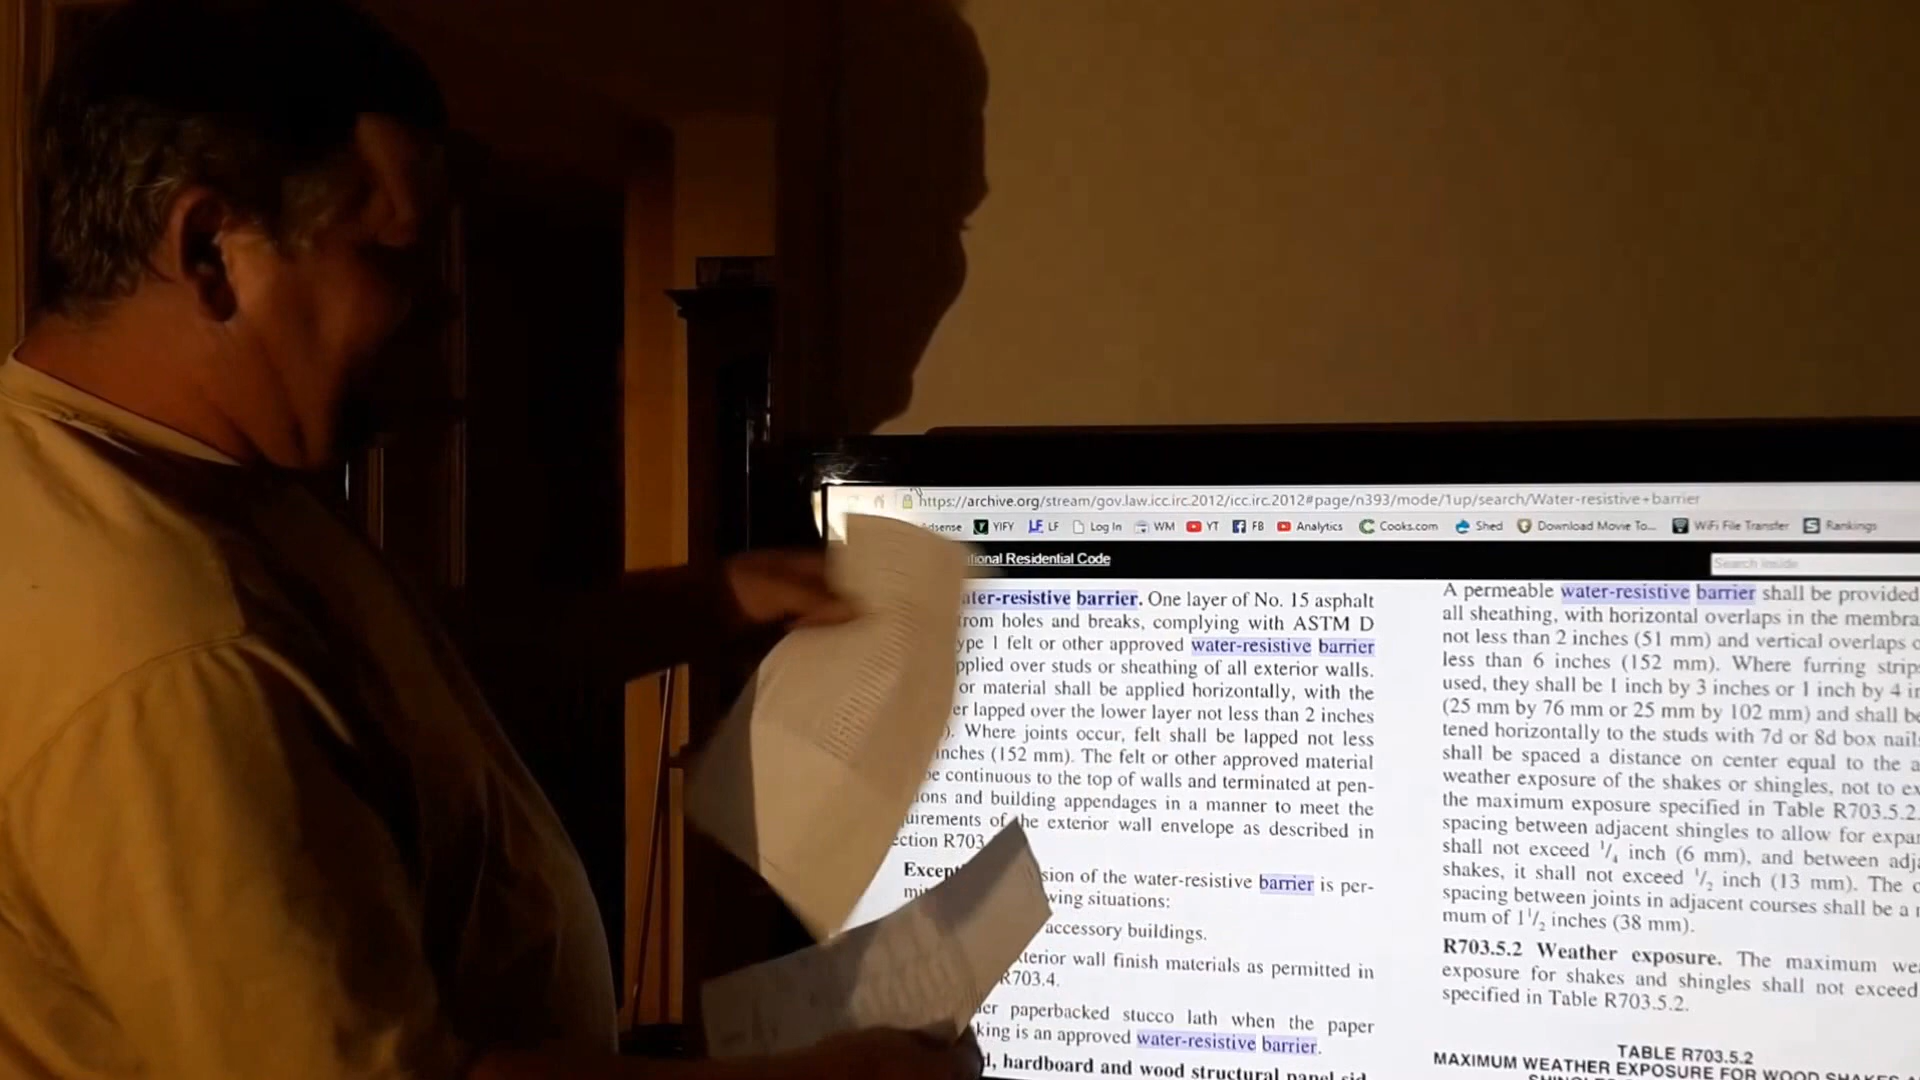 https://archive.org/stream/gov.law.icc.irc.2012/icc.irc.2012#page/n393/mode/1up/search/Water-resistive+barrier
YIFY LF LF Log In WM YT FB Analytics Cooks.com Shed Download Movie To... WiFi File Transfer Rankings
Residential Code
Search inside
ater-resistive barrier. One layer of No. 15 asphalt
rom holes and breaks, complying with ASTM D
ype 1 felt or other approved water-resistive barrier
pplied over studs or sheathing of all exterior walls.
or material shall be applied horizontally, with the
er lapped over the lower layer not less than 2 inches
). Where joints occur, felt shall be lapped not less
inches (152 mm). The felt or other approved material
be continuous to the top of walls and terminated at pen-
ions and building appendages in a manner to meet the
uirements of the exterior wall envelope as described in
ection R703
Excep sion of the water-resistive barrier is per-
mi wing situations:
accessory buildings.
terior wall finish materials as permitted in
R703.4.
er paperbacked stucco lath when the paper
king is an approved water-resistive barrier.
d, hardboard and wood structural panel sid
A permeable water-resistive barrier shall be provided
all sheathing, with horizontal overlaps in the membra
not less than 2 inches (51 mm) and vertical overlaps o
less than 6 inches (152 mm). Where furring strips
used, they shall be 1 inch by 3 inches or 1 inch by 4 in
(25 mm by 76 mm or 25 mm by 102 mm) and shall be
tened horizontally to the studs with 7d or 8d box nails
shall be spaced a distance on center equal to the a
weather exposure of the shakes or shingles, not to ex
the maximum exposure specified in Table R703.5.2.
spacing between adjacent shingles to allow for expa
shall not exceed 1/4 inch (6 mm), and between adja
shakes, it shall not exceed 1/2 inch (13 mm). The o
spacing between joints in adjacent courses shall be a
mum of 1 1/2 inches (38 mm).
R703.5.2 Weather exposure. The maximum wea
exposure for shakes and shingles shall not exceed
specified in Table R703.5.2.
TABLE R703.5.2
MAXIMUM WEATHER EXPOSURE FOR WOOD SHAKES A